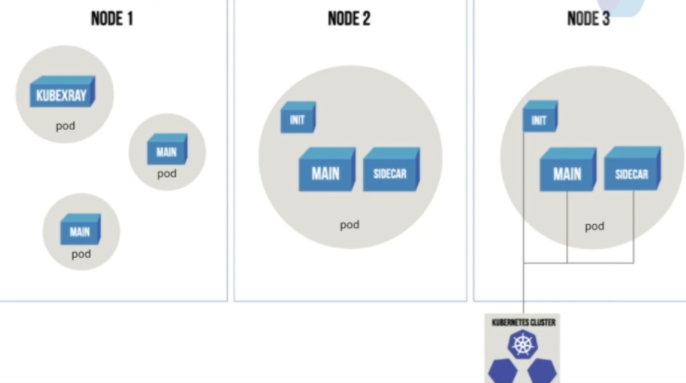 NODE 1
KUBEXRAY
pod
MAIN
pod
MAIN
pod
NODE 2
INIT
MAIN
SIDECAR
pod
NODE 3
INIT
MAIN
SIDECAR
pod
KUBERNETES CLUSTER